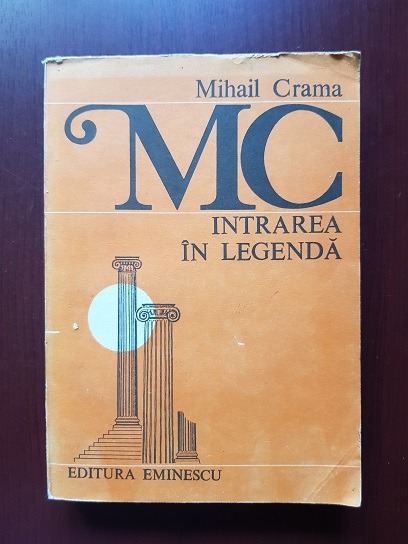 Mihail Crama
MC
INTRAREA
ÎN LEGENDĂ
EDITURA EMINESCU